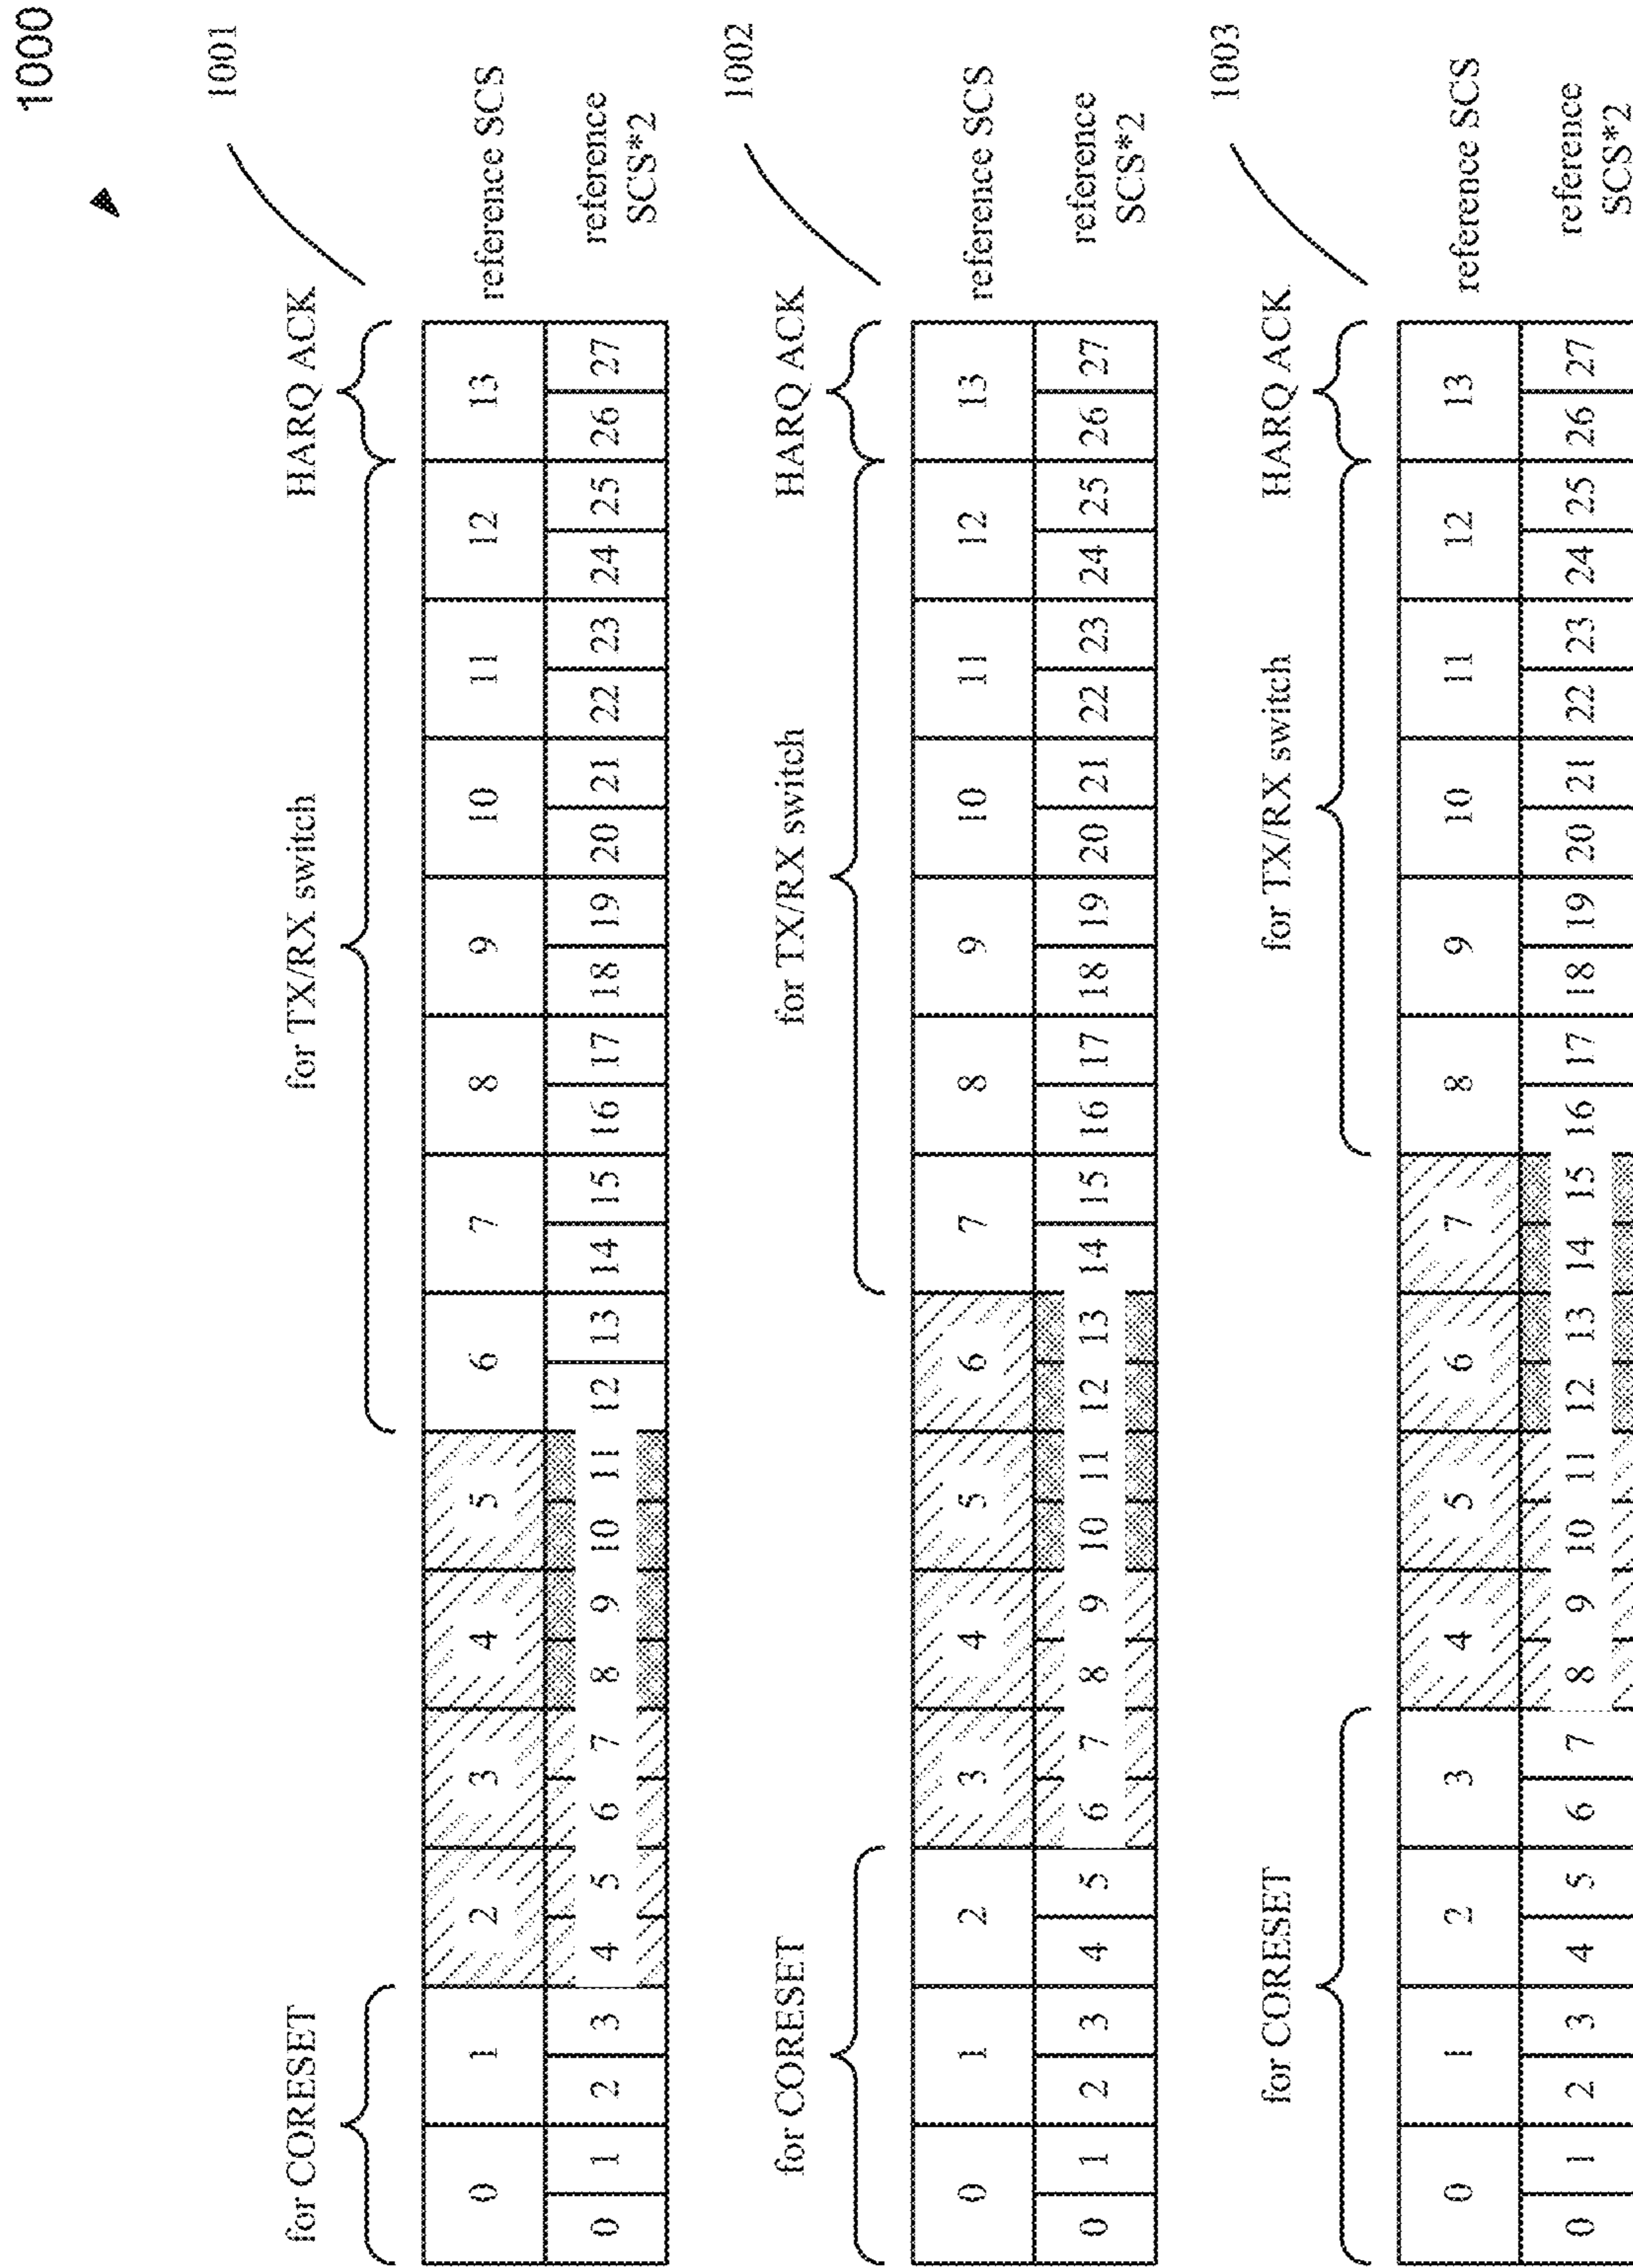 1000
1001
for CORESET
for TX/RX switch
HARQ ACK
0 1 2 3 4 5 6 7 8 9 10 11 12 13
reference SCS
0 1 2 3 4 5 6 7 8 9 10 11 12 13 14 15 16 17 18 19 20 21 22 23 24 25 26 27
reference
SCS*2
1002
for CORESET
for TX/RX switch
HARQ ACK
0 1 2 3 4 5 6 7 8 9 10 11 12 13
reference SCS
0 1 2 3 4 5 6 7 8 9 10 11 12 13 14 15 16 17 18 19 20 21 22 23 24 25 26 27
reference
SCS*2
1003
for CORESET
for TX/RX switch
HARQ ACK
0 1 2 3 4 5 6 7 8 9 10 11 12 13
reference SCS
0 1 2 3 4 5 6 7 8 9 10 11 12 13 14 15 16 17 18 19 20 21 22 23 24 25 26 27
reference
SCS*2